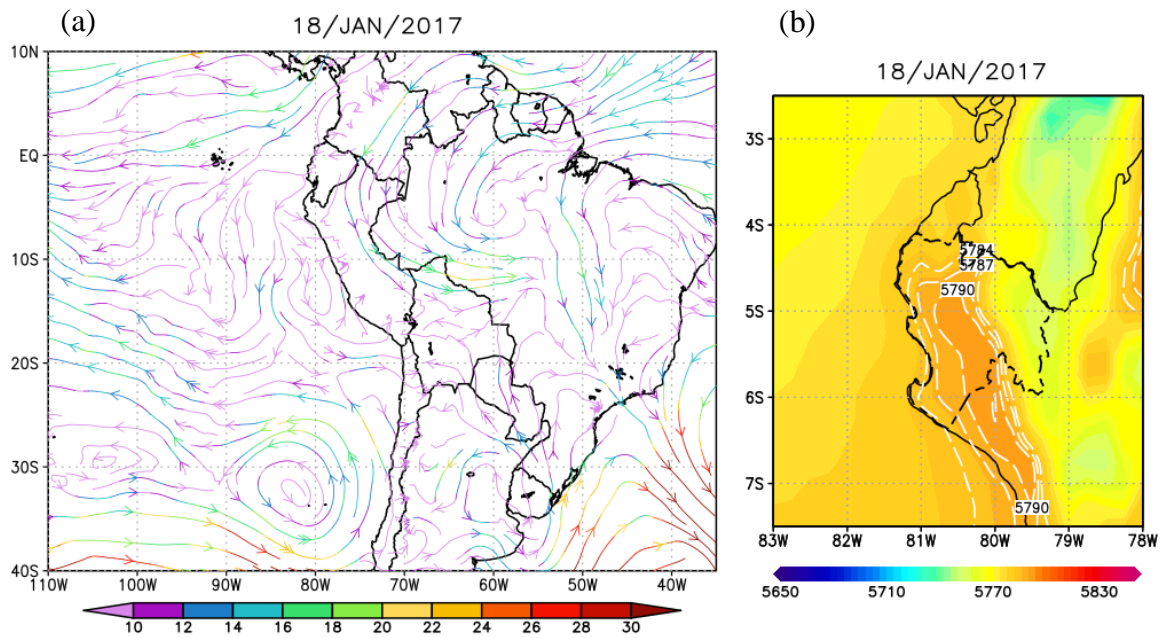 (a)
18/JAN/2017
10N
EQ
10S
20S
30S
40S
110W 100W 90W 80W 70W 60W 50W 40W
10 12 14 16 18 20 22 24 26 28 30
(b)
18/JAN/2017
3S
4S
5S
6S
7S
5784
5787
5790
5790
83W 82W 81W 80W 79W 78W
5650 5710 5770 5830